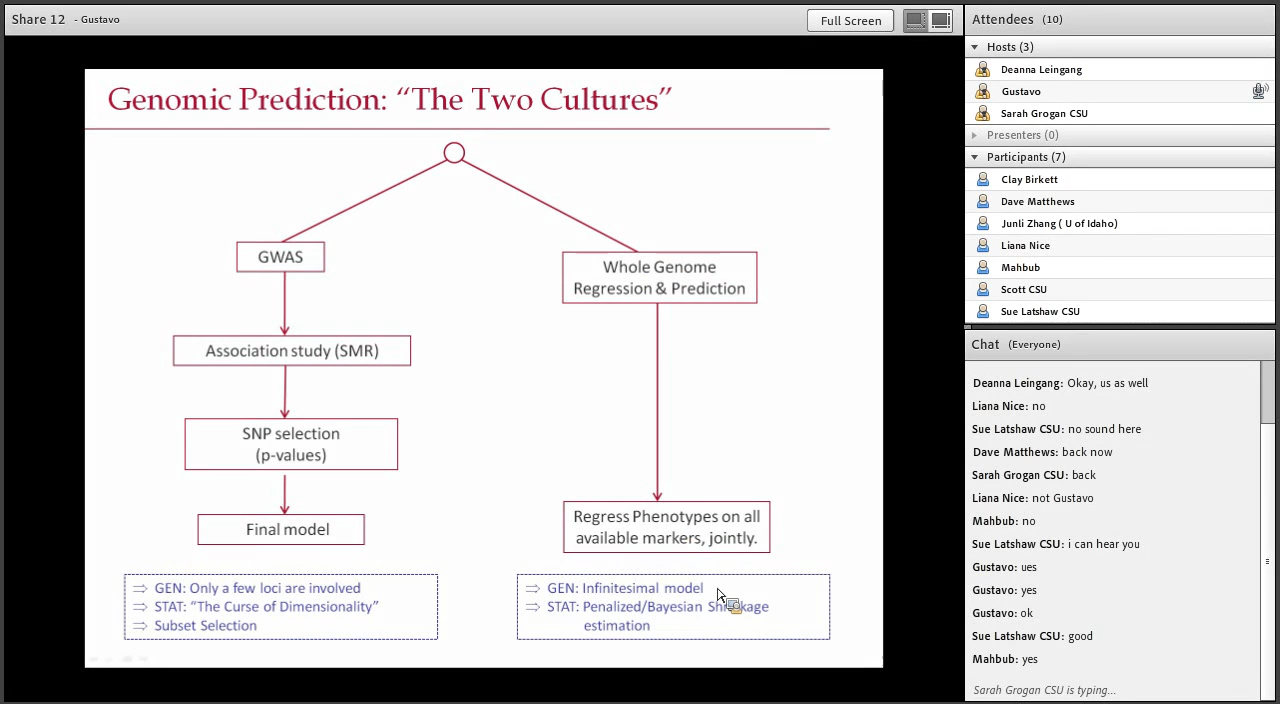 Share 12 - Gustavo
Full Screen
Genomic Prediction: “The Two Cultures”
GWAS
Association study (SMR)
SNP selection
(p-values)
Final model
⇒ GEN: Only a few loci are involved
⇒ STAT: “The Curse of Dimensionality”
⇒ Subset Selection
Whole Genome
Regression & Prediction
Regress Phenotypes on all
available markers, jointly.
⇒ GEN: Infinitesimal model
⇒ STAT: Penalized/Bayesian
estimation
Attendees (10)
Hosts (3)
Deanna Leingang
Gustavo
Sarah Grogan CSU
Presenters (0)
Participants (7)
Clay Birkett
Dave Matthews
Junli Zhang ( U of Idaho)
Liana Nice
Mahbub
Scott CSU
Sue Latshaw CSU
Chat (Everyone)
Deanna Leingang: Okay, us as well
Liana Nice: no
Sue Latshaw CSU: no sound here
Dave Matthews: back now
Sarah Grogan CSU: back
Liana Nice: not Gustavo
Mahbub: no
Sue Latshaw CSU: i can hear you
Gustavo: ues
Gustavo: yes
Gustavo: ok
Sue Latshaw CSU: good
Mahbub: yes
Sarah Grogan CSU is typing...